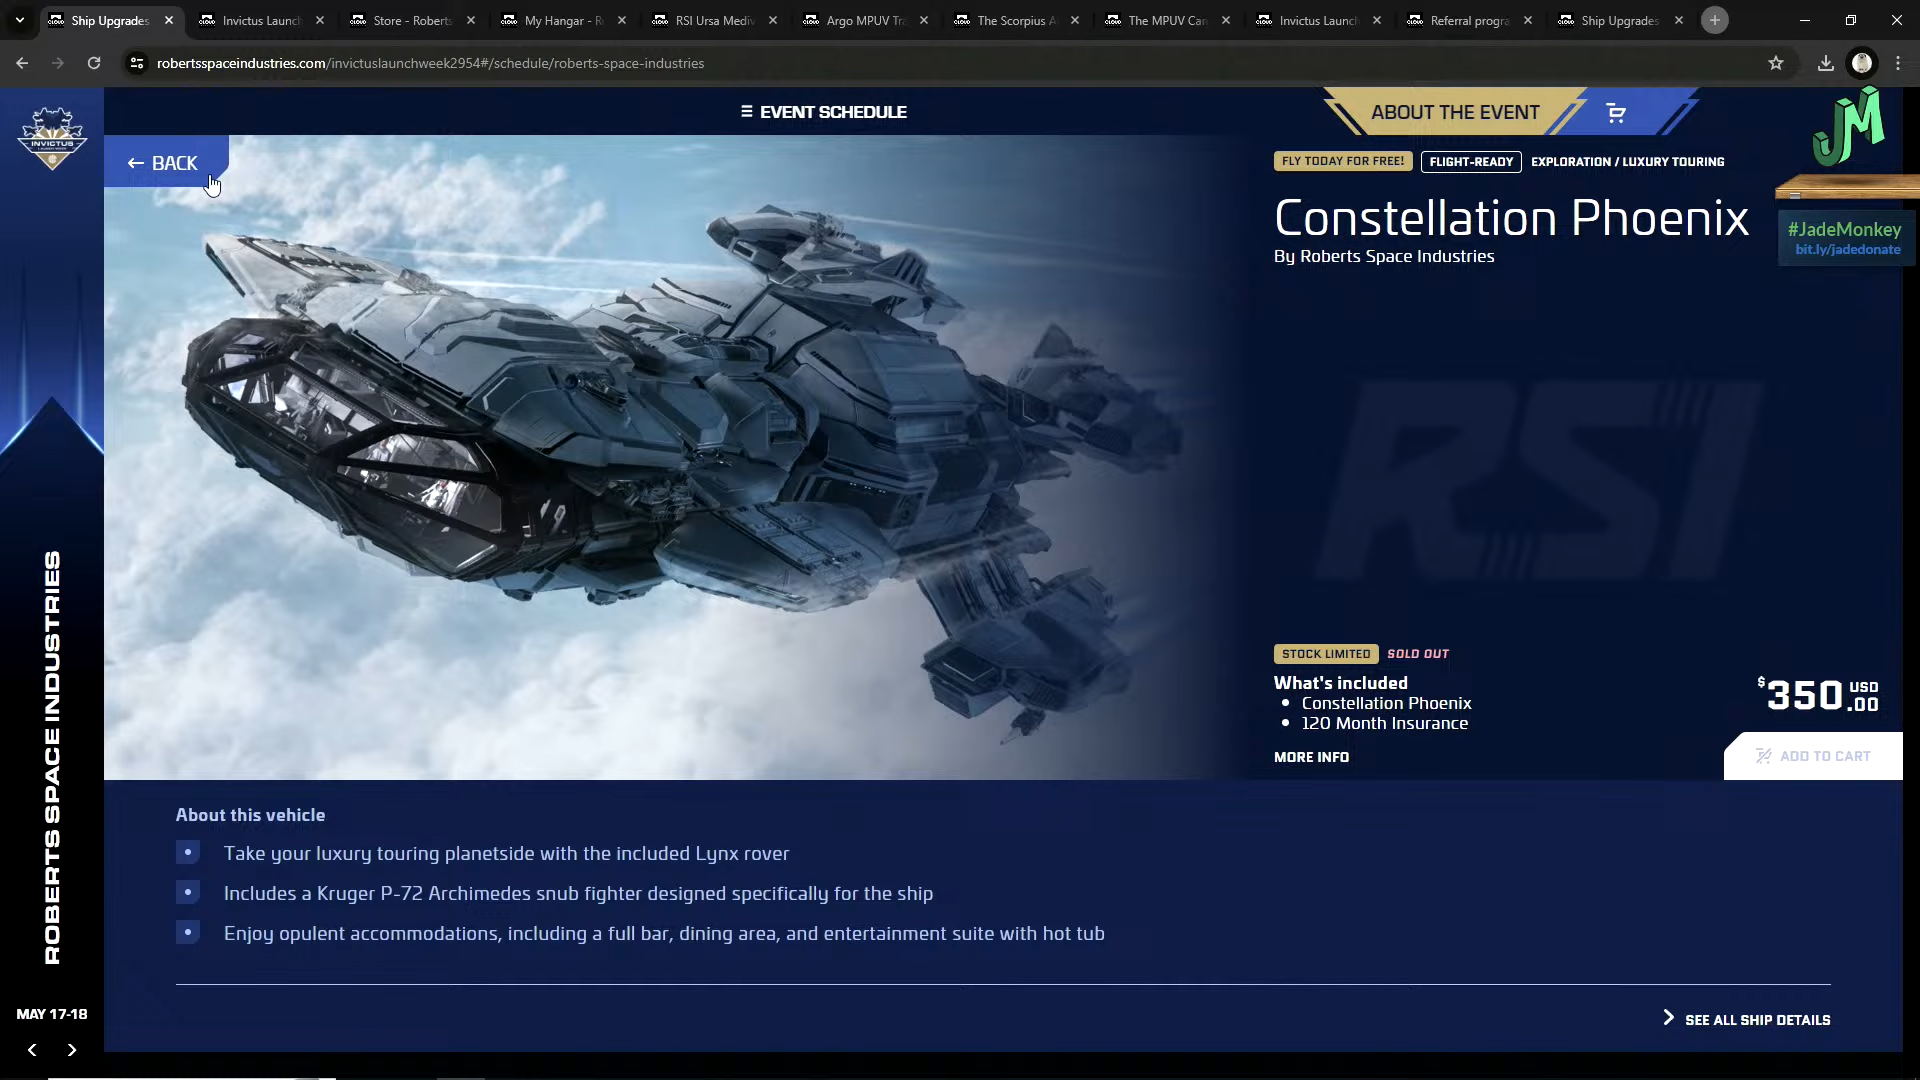 Ship Upgrades
Invictus Launch
Store - Roberts
My Hangar - R
RSI Ursa Mediv
Argo MPUV Tr
The Scorpius A
The MPUV Car
Invictus Launch
Referral progra
Ship Upgrades
robertsspaceindustries.com/invictuslaunchweek2954#/schedule/roberts-space-industries
INVICTUS
EVENT SCHEDULE
ABOUT THE EVENT
JM
BACK
FLY TODAY FOR FREE!
FLIGHT-READY
EXPLORATION / LUXURY TOURING
Constellation Phoenix
By Roberts Space Industries
#JadeMonkey
bit.ly/jadedonate
RSI
STOCK LIMITED
SOLD OUT
What's included
Constellation Phoenix
120 Month Insurance
$350.00 USD
MORE INFO
ADD TO CART
ROBERTS SPACE INDUSTRIES
About this vehicle
Take your luxury touring planetside with the included Lynx rover
Includes a Kruger P-72 Archimedes snub fighter designed specifically for the ship
Enjoy opulent accommodations, including a full bar, dining area, and entertainment suite with hot tub
MAY 17-18
SEE ALL SHIP DETAILS